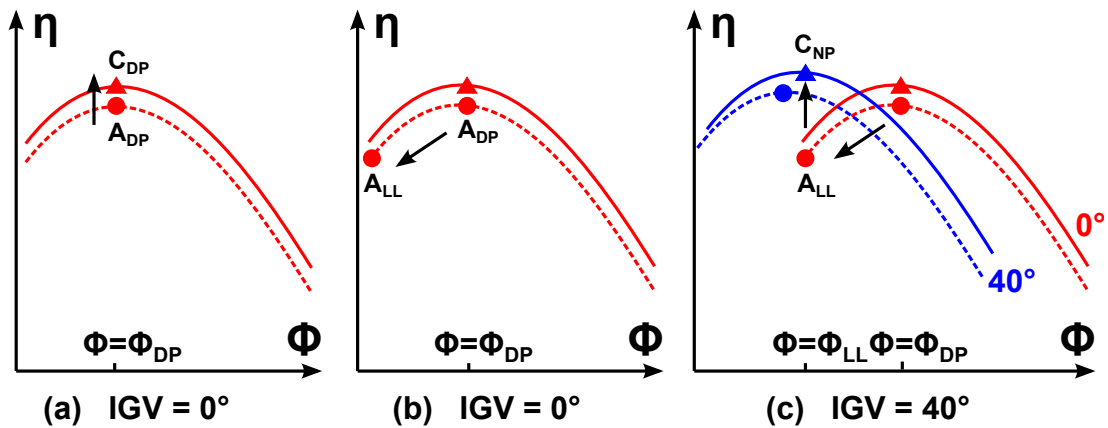 η
C_DP
A_DP
Φ=Φ_DP
Φ
(a) IGV = 0°
η
A_DP
A_LL
Φ=Φ_DP
Φ
(b) IGV = 0°
η
C_NP
A_LL
0°
40°
Φ=Φ_LL Φ=Φ_DP
Φ
(c) IGV = 40°